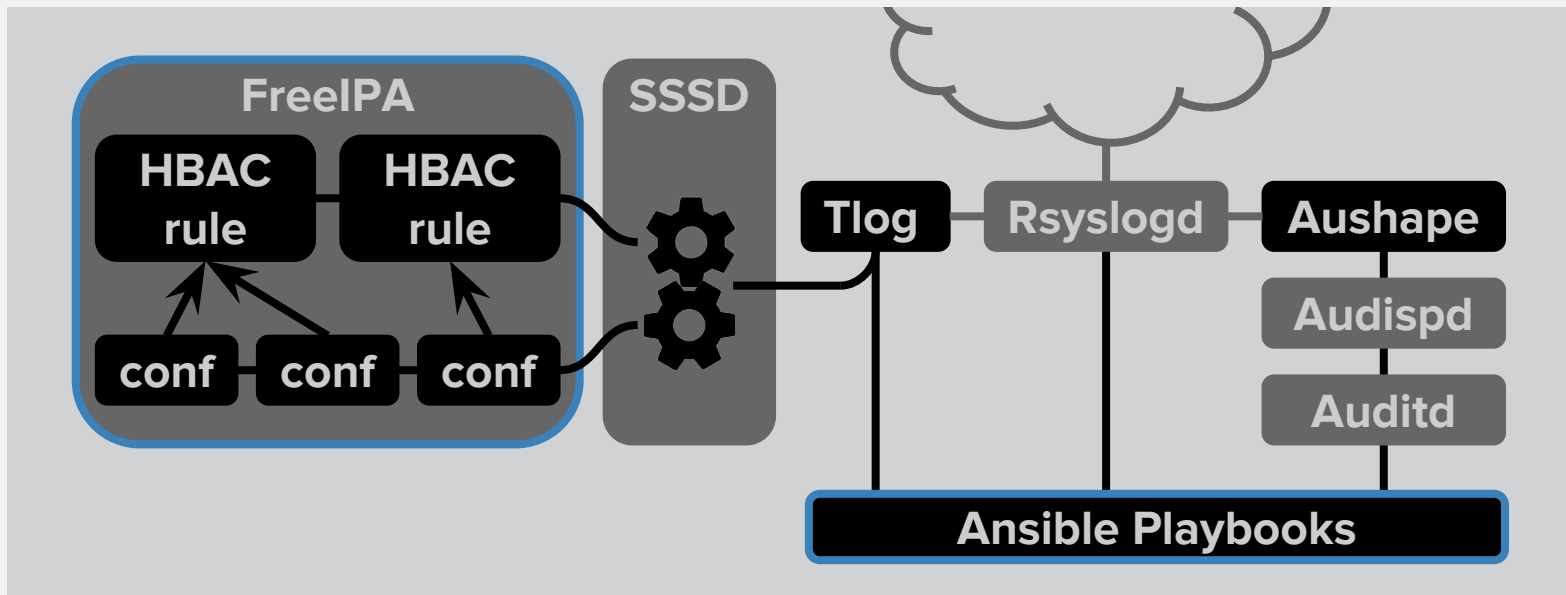 FreeIPA
HBAC
rule
HBAC
rule
conf
conf
conf
SSSD
Tlog
Rsyslogd
Aushape
Audispd
Auditd
Ansible Playbooks